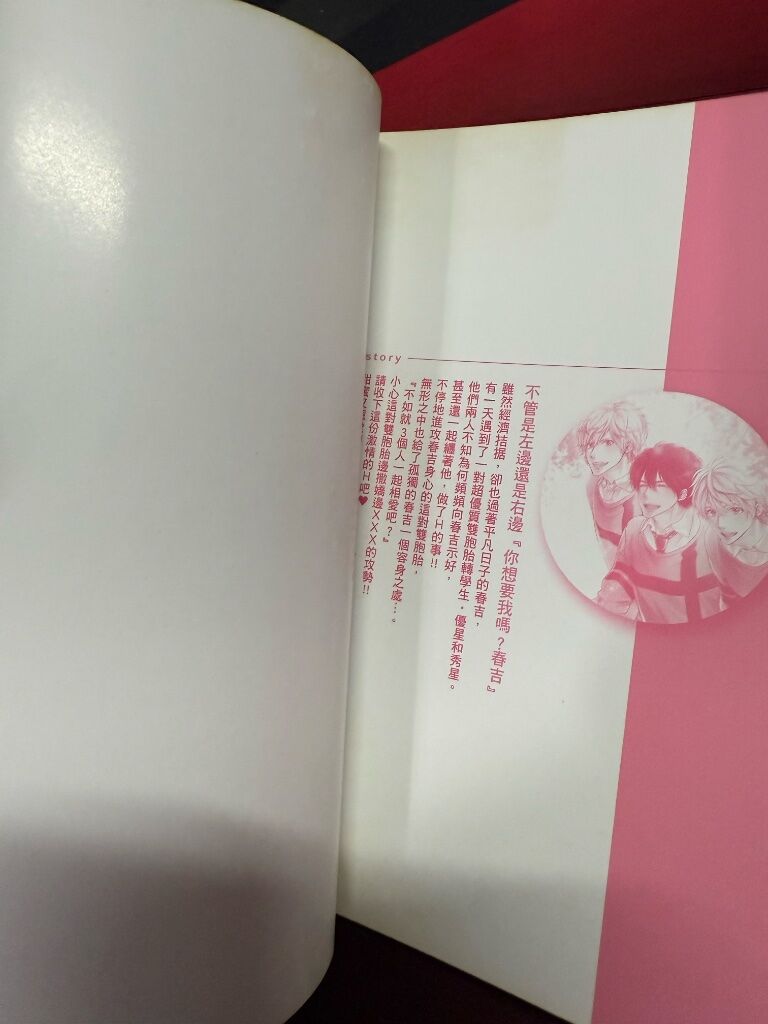 story
不管是左邊還是右邊『你想要我嗎？春吉』
雖然經濟拮据，卻也過著平凡日子的春吉，
有一天遇到了一對超優質雙胞胎轉學生‧優星和秀星。
他們兩人不知為何頻頻向春吉示好，
甚至還一起纏著他，做了Ｈ的事!!
不停地進攻春吉身心的這對雙胞胎，
無形之中也給了孤獨的春吉一個容身之處…。
『不如就３個人一起相愛吧？』
小心這對雙胞胎邊撒嬌邊ＸＸＸ的攻勢!!
請收下這份激情的Ｈ吧♥